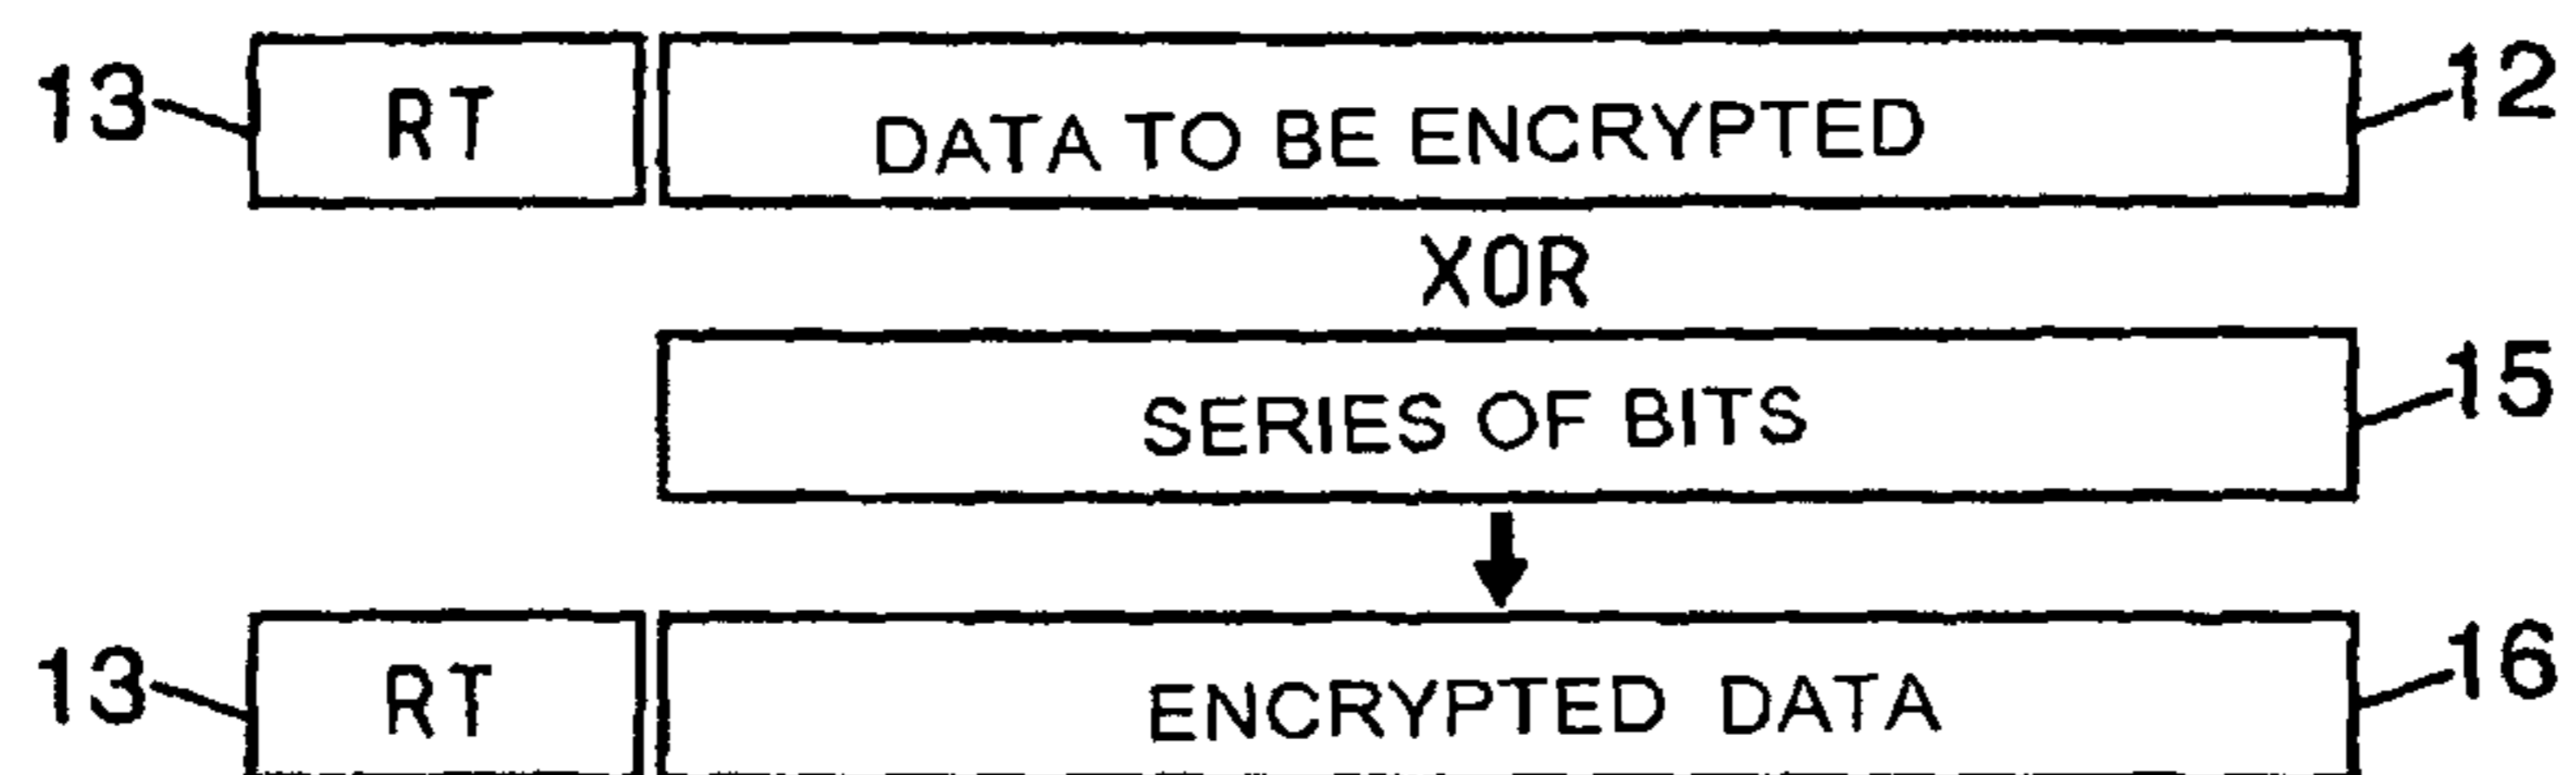 13 RT DATA TO BE ENCRYPTED 12
XOR
SERIES OF BITS 15
13 RT ENCRYPTED DATA 16